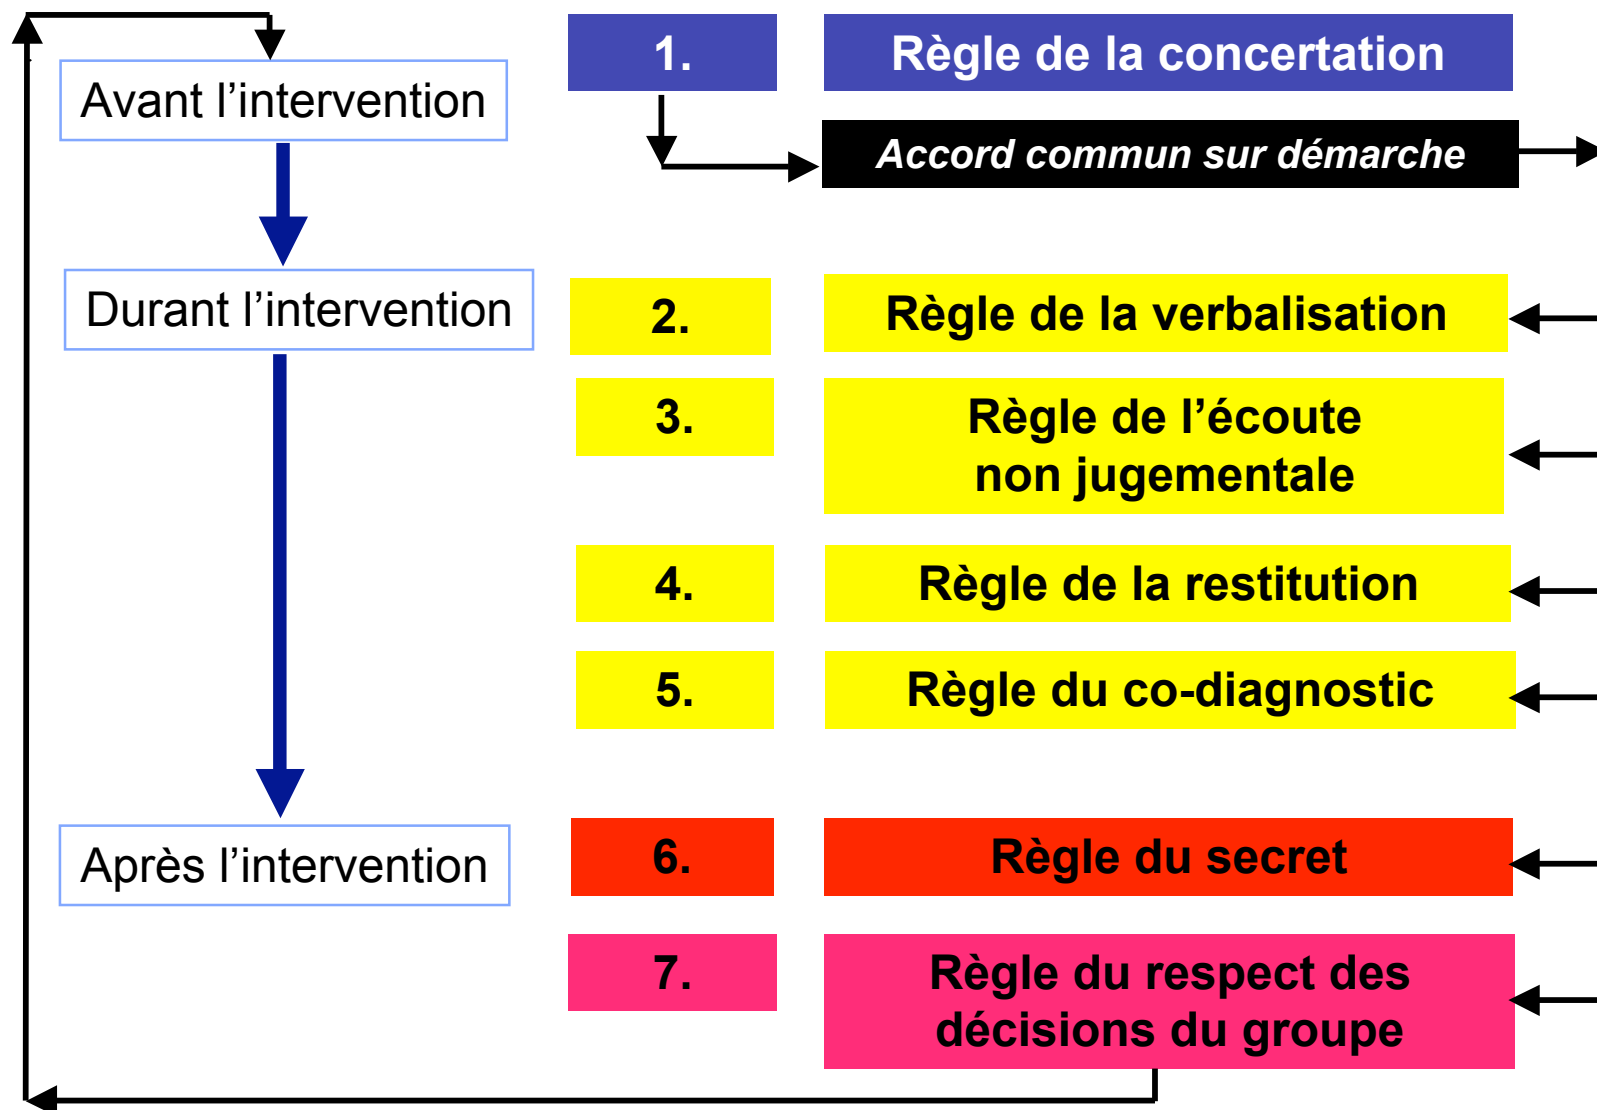 Avant l’intervention
1.
Règle de la concertation
Accord commun sur démarche
Durant l’intervention
2.
Règle de la verbalisation
3.
Règle de l’écoute
non jugementale
4.
Règle de la restitution
5.
Règle du co-diagnostic
Après l’intervention
6.
Règle du secret
7.
Règle du respect des
décisions du groupe